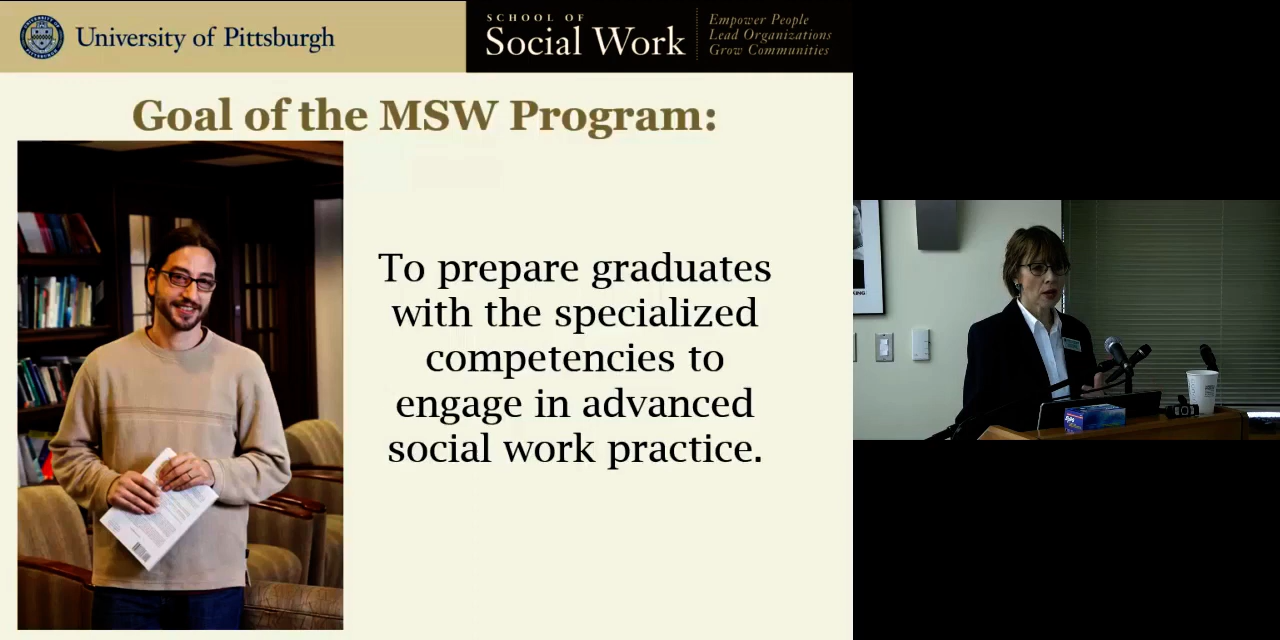 University of Pittsburgh
SCHOOL OF
Social Work
Empower People
Lead Organizations
Grow Communities
Goal of the MSW Program:
To prepare graduates
with the specialized
competencies to
engage in advanced
social work practice.